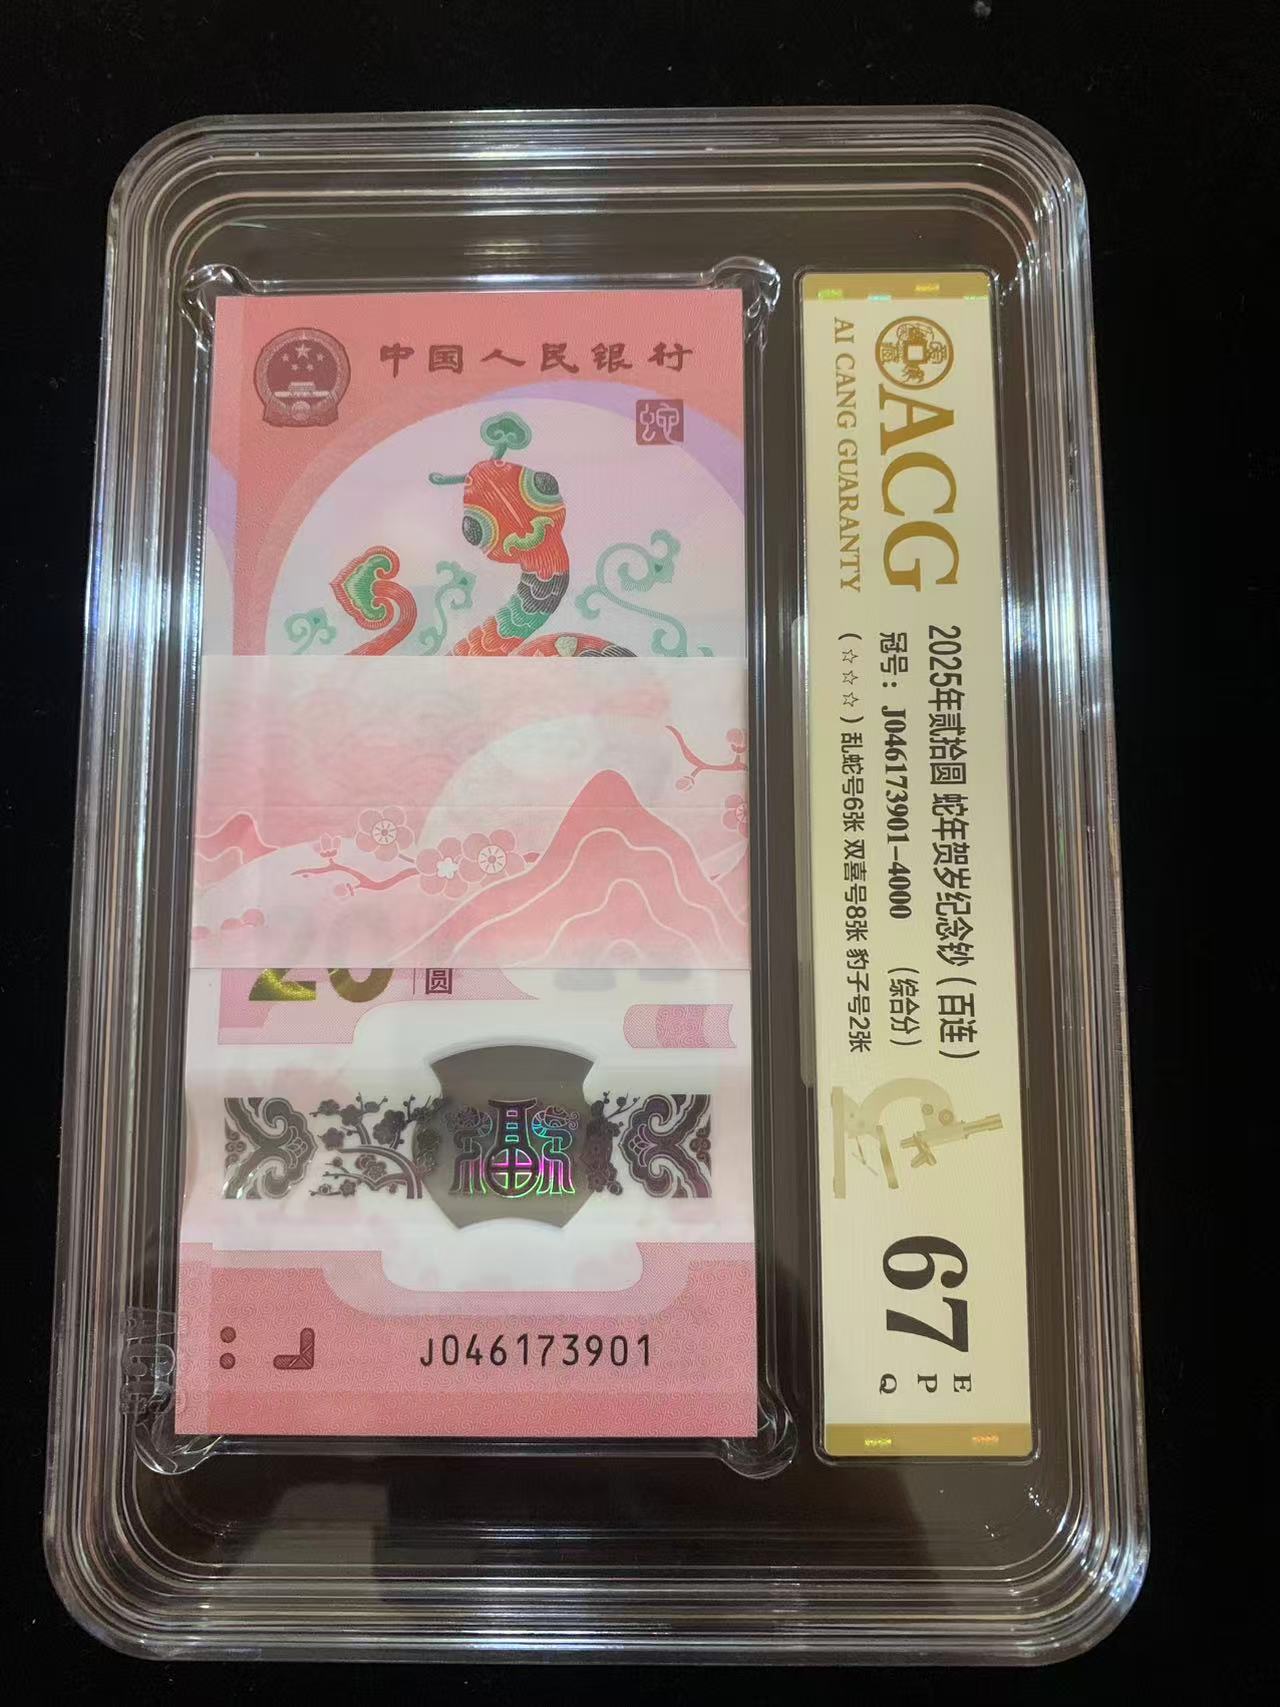 中国人民银行
蛇
20
圆
J046173901
ACG
AI CANG GUARANTY
2025年贰拾圆 蛇年贺岁纪念钞（百连）
冠号：J046173901-4000 （综合分）
（☆☆☆）乱蛇号6张 双喜号8张 豹子号2张
67
E
P
Q